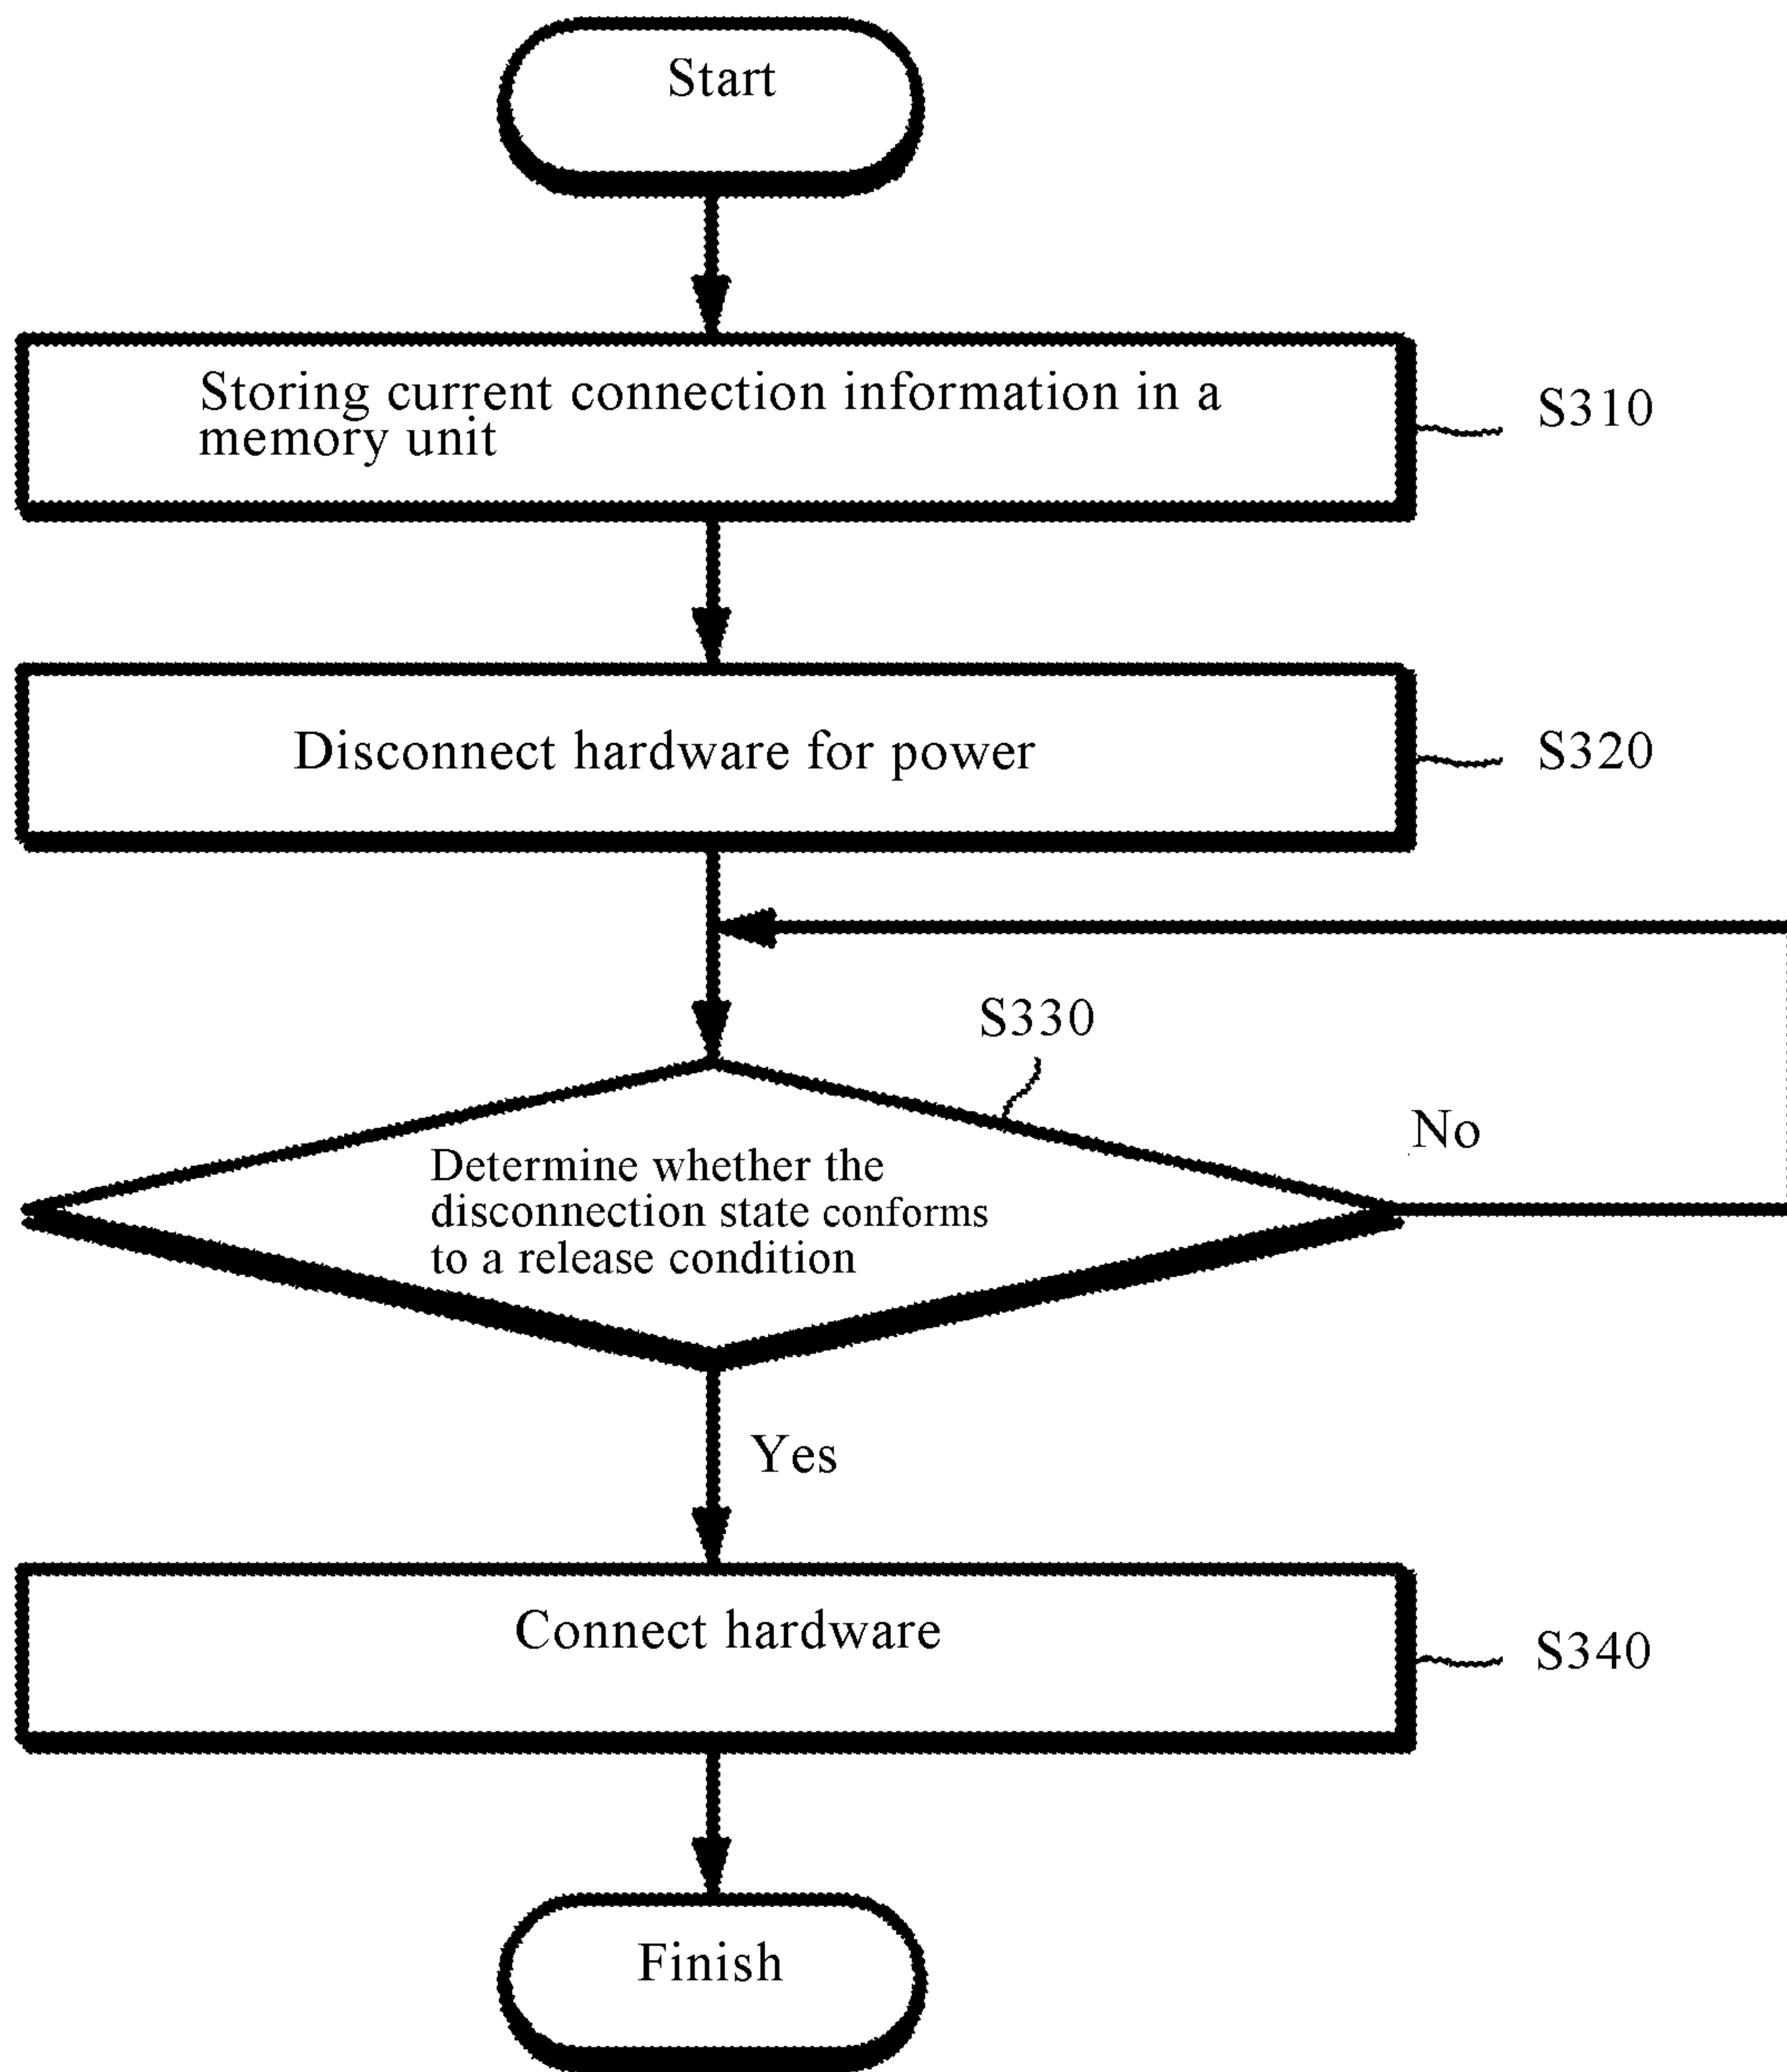 Start
Storing current connection information in a
memory unit
S310
Disconnect hardware for power
S320
S330
No
Determine whether the
disconnection state conforms
to a release condition
Yes
Connect hardware
S340
Finish